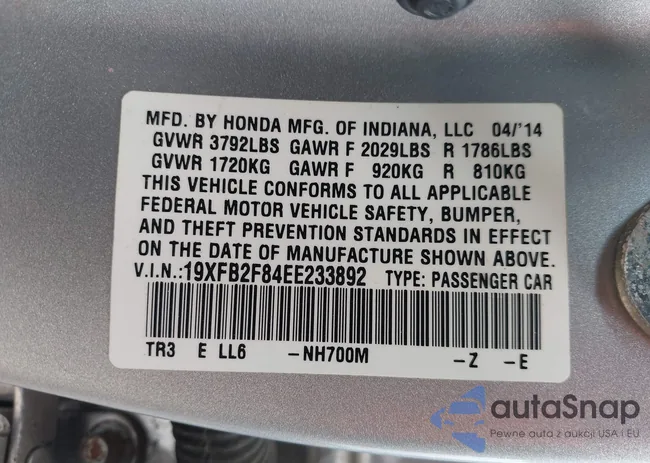 MFD. BY HONDA MFG. OF INDIANA, LLC 04/'14
GVWR 3792LBS GAWR F 2029LBS R 1786LBS
GVWR 1720KG GAWR F 920KG R 810KG
THIS VEHICLE CONFORMS TO ALL APPLICABLE
FEDERAL MOTOR VEHICLE SAFETY, BUMPER,
AND THEFT PREVENTION STANDARDS IN EFFECT
ON THE DATE OF MANUFACTURE SHOWN ABOVE.
V.I.N.:19XFB2F84EE233892 TYPE: PASSENGER CAR
TR3 E LL6 -NH700M -Z -E
autaSnap
Pewne auta z aukcji USA i EU